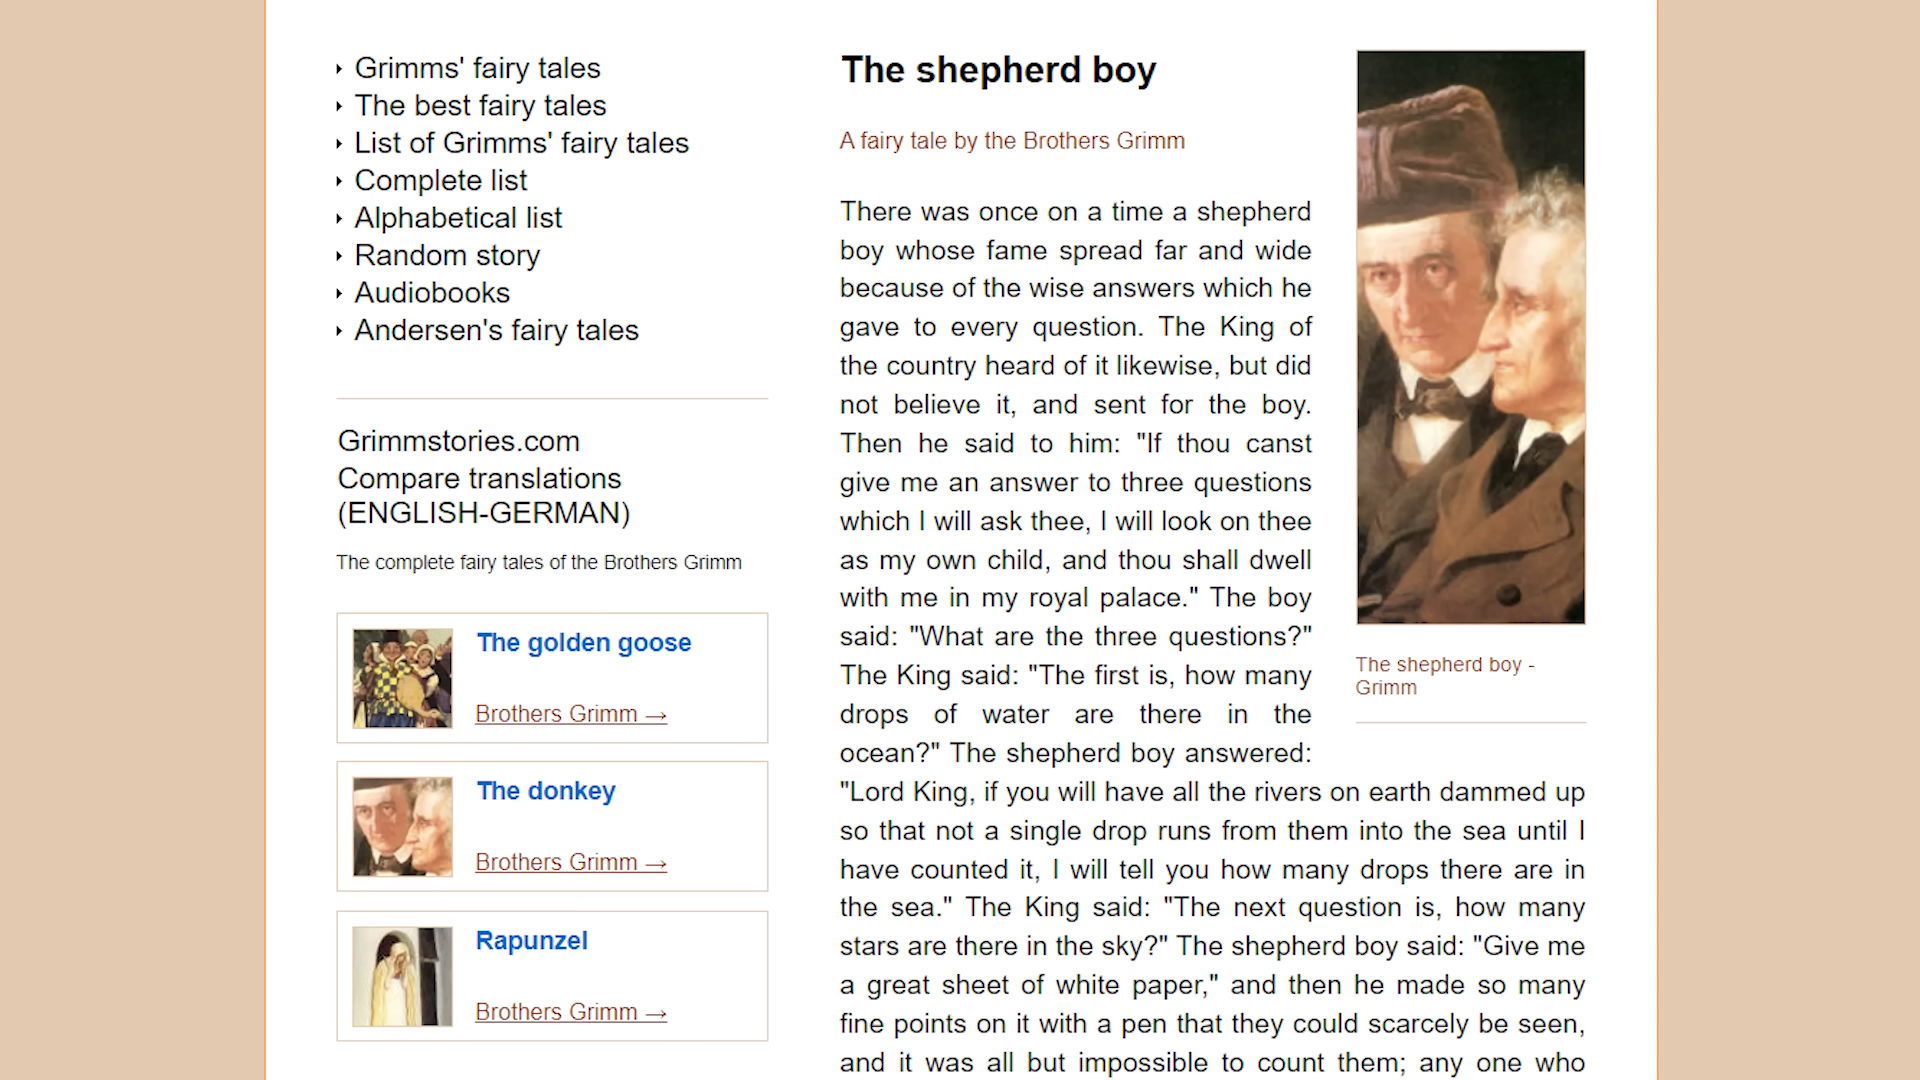 Grimms' fairy tales
The best fairy tales
List of Grimms' fairy tales
Complete list
Alphabetical list
Random story
Audiobooks
Andersen's fairy tales
Grimmstories.com
Compare translations
(ENGLISH-GERMAN)
The complete fairy tales of the Brothers Grimm
The golden goose
Brothers Grimm →
The donkey
Brothers Grimm →
Rapunzel
Brothers Grimm →
The shepherd boy
A fairy tale by the Brothers Grimm
There was once on a time a shepherd
boy whose fame spread far and wide
because of the wise answers which he
gave to every question. The King of
the country heard of it likewise, but did
not believe it, and sent for the boy.
Then he said to him: "If thou canst
give me an answer to three questions
which I will ask thee, I will look on thee
as my own child, and thou shall dwell
with me in my royal palace." The boy
said: "What are the three questions?"
The King said: "The first is, how many
drops of water are there in the
ocean?" The shepherd boy answered:
"Lord King, if you will have all the rivers on earth dammed up
so that not a single drop runs from them into the sea until I
have counted it, I will tell you how many drops there are in
the sea." The King said: "The next question is, how many
stars are there in the sky?" The shepherd boy said: "Give me
a great sheet of white paper," and then he made so many
fine points on it with a pen that they could scarcely be seen,
and it was all but impossible to count them; any one who
The shepherd boy -
Grimm